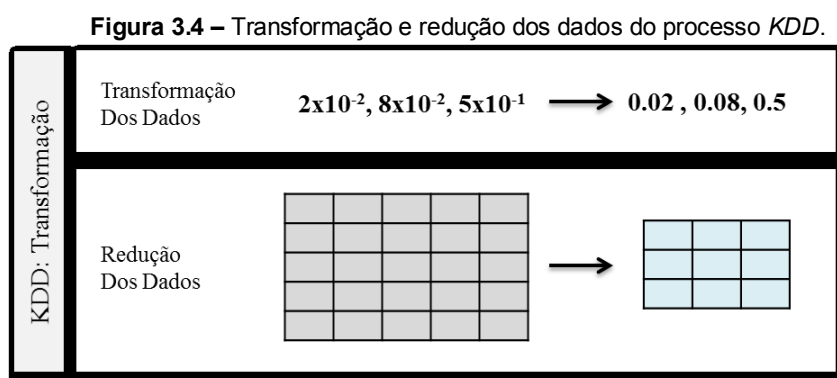 Figura 3.4 – Transformação e redução dos dados do processo KDD.
KDD: Transformação
Transformação
Dos Dados
2x10⁻², 8x10⁻², 5x10⁻¹ → 0.02 , 0.08, 0.5
Redução
Dos Dados